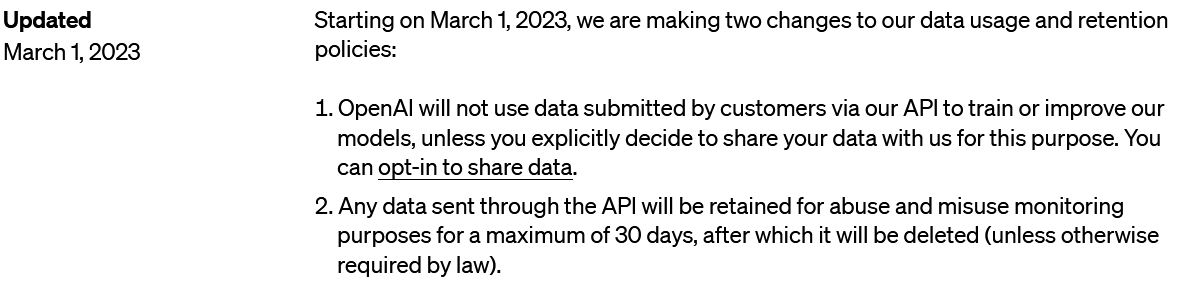 Updated
March 1, 2023
Starting on March 1, 2023, we are making two changes to our data usage and retention
policies:
1. OpenAI will not use data submitted by customers via our API to train or improve our
models, unless you explicitly decide to share your data with us for this purpose. You
can opt-in to share data.
2. Any data sent through the API will be retained for abuse and misuse monitoring
purposes for a maximum of 30 days, after which it will be deleted (unless otherwise
required by law).